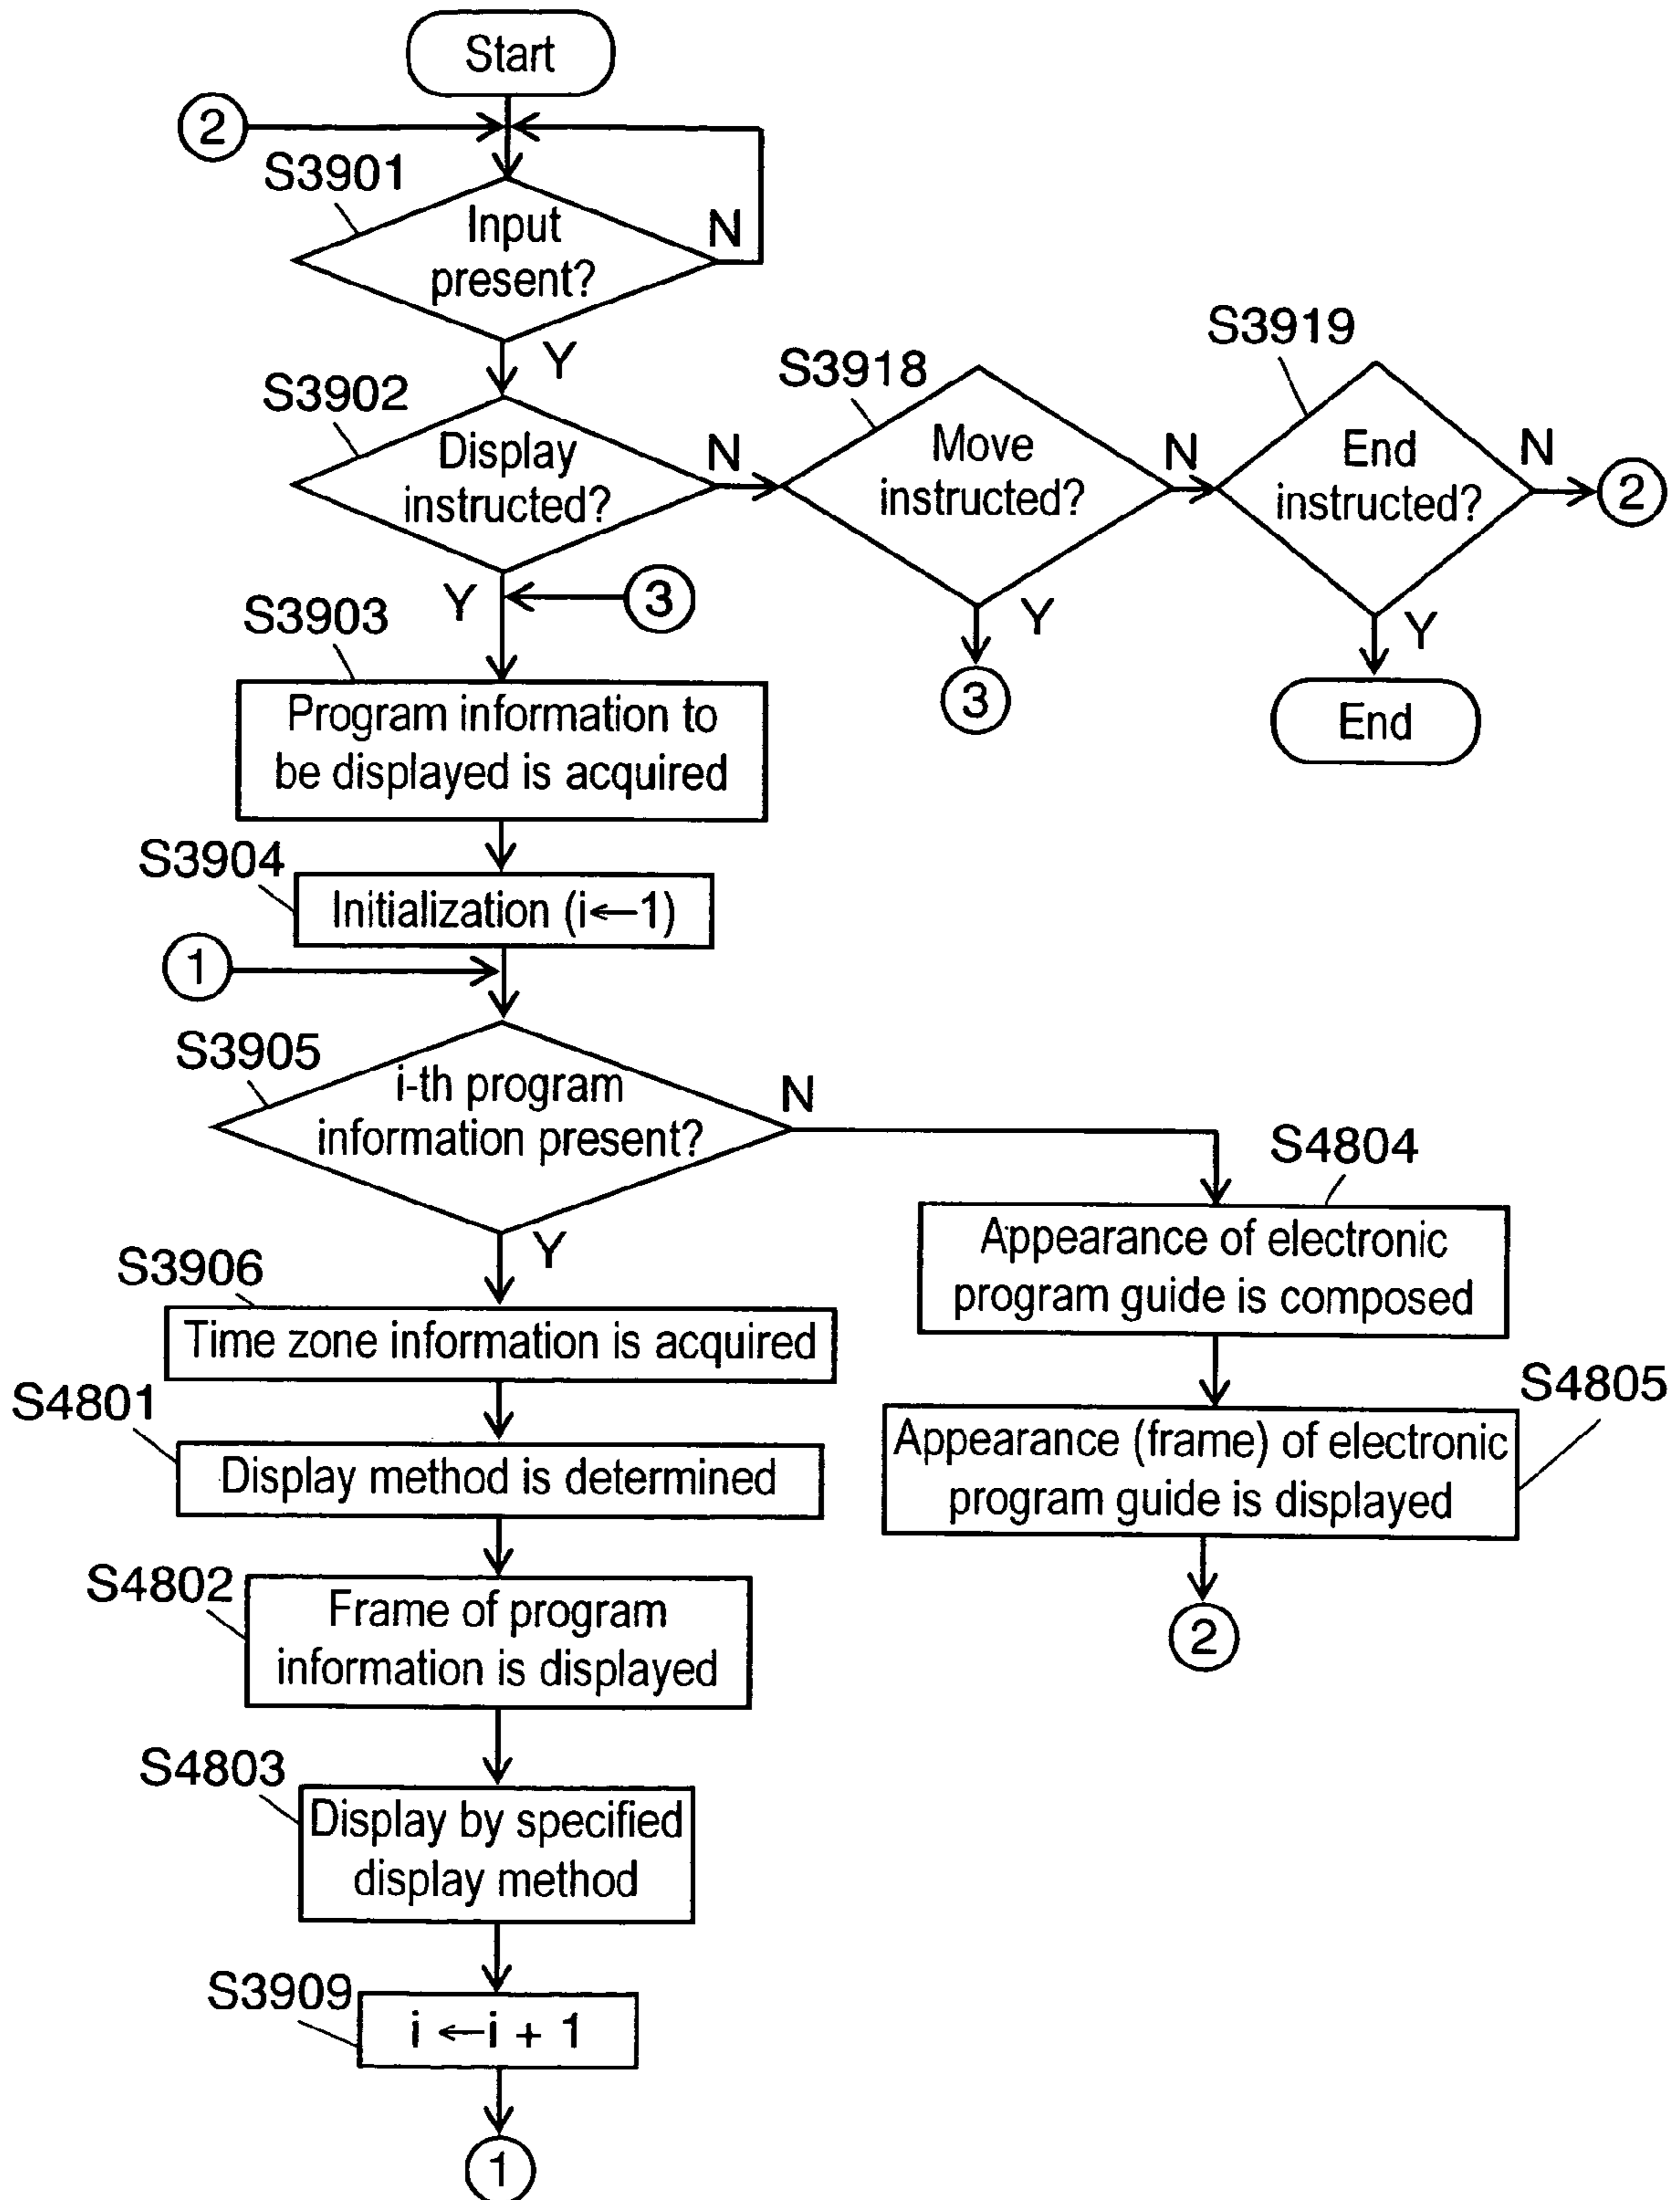 Start
2
S3901
Input
present?
N
Y
S3902
Display
instructed?
N
S3918
Move
instructed?
N
S3919
End
instructed?
N
2
Y
3
Y
3
Y
End
S3903
Program information to
be displayed is acquired
S3904
Initialization (i←1)
1
S3905
i-th program
information present?
N
Y
S4804
Appearance of electronic
program guide is composed
S3906
Time zone information is acquired
S4805
Appearance (frame) of electronic
program guide is displayed
2
S4801
Display method is determined
S4802
Frame of program
information is displayed
S4803
Display by specified
display method
S3909
i ←i + 1
1